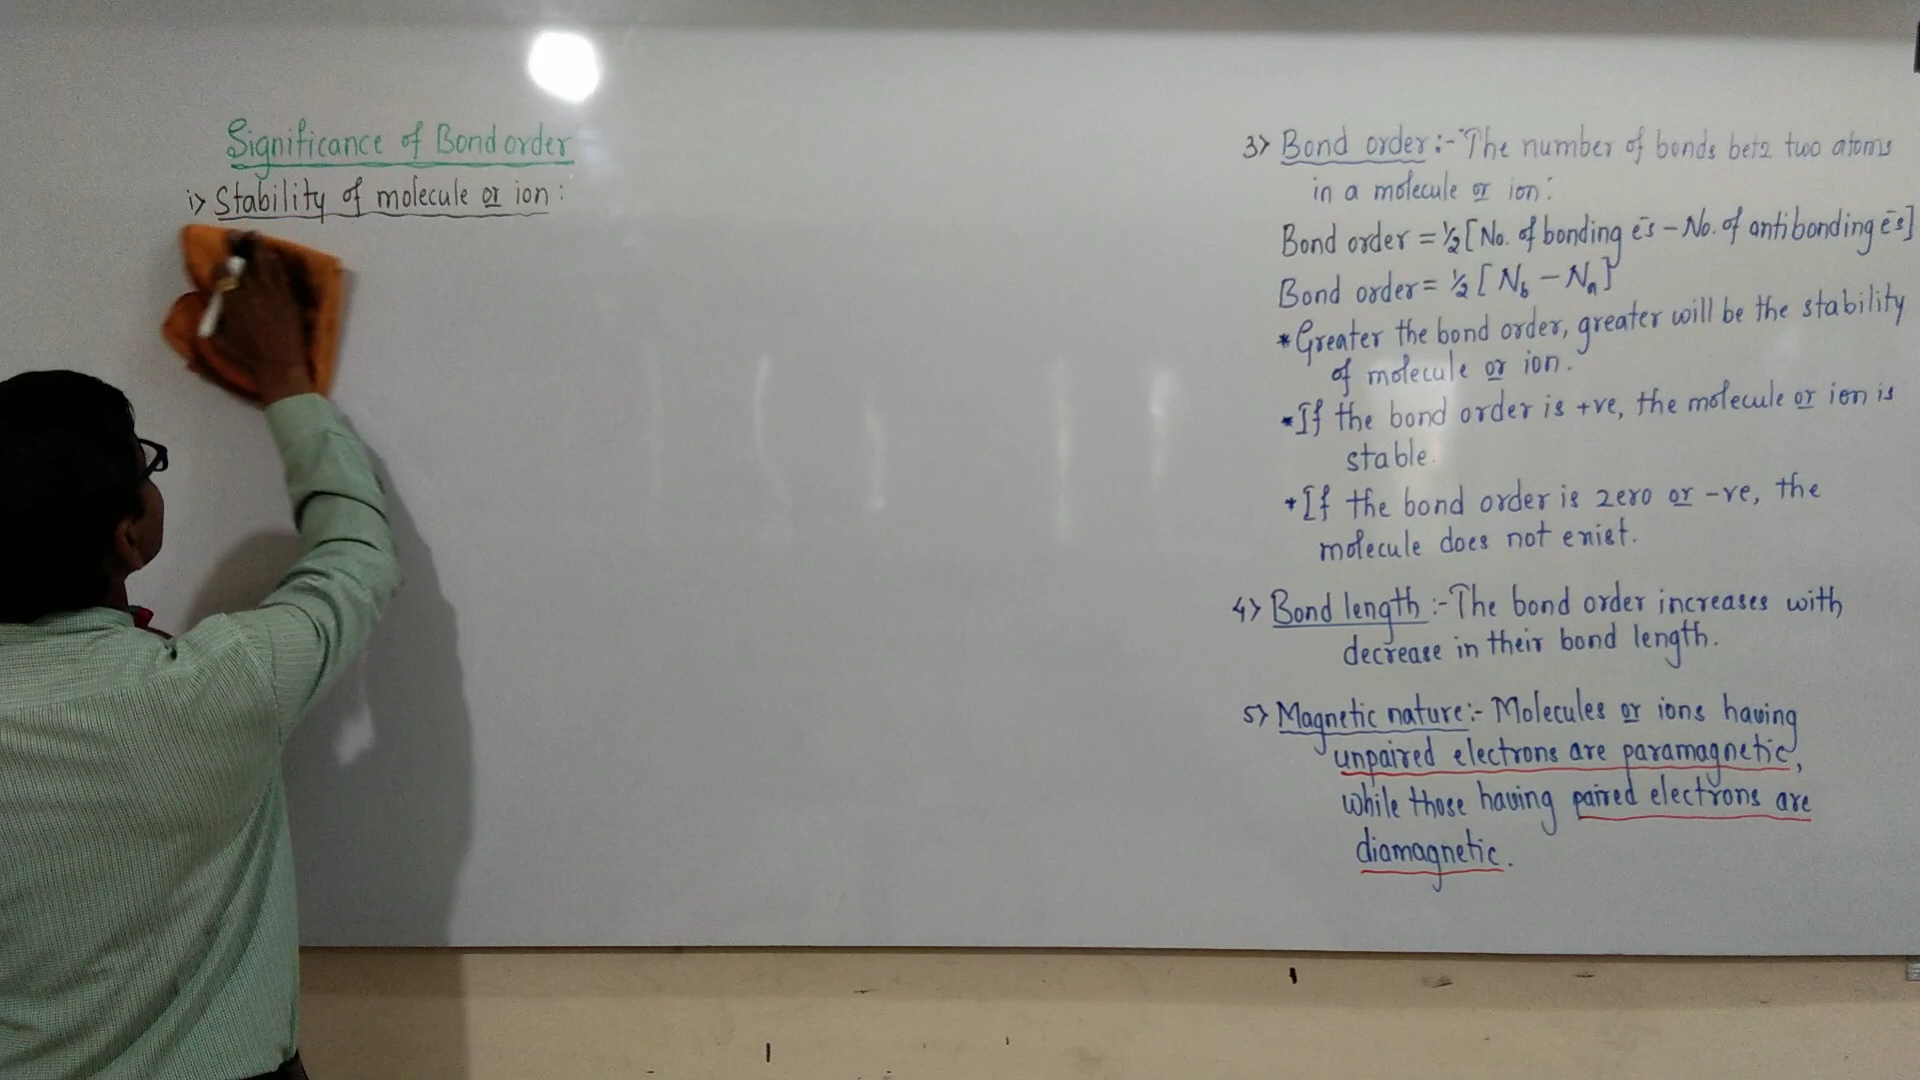 Significance of Bond order
i> Stability of molecule or ion :
3> Bond order :- The number of bonds bet2 two atoms
in a molecule or ion :
Bond order = ½ [No. of bonding ēs - No. of antibonding ēs]
Bond order = ½ [ Nb - Na ]
* Greater the bond order, greater will be the stability
of molecule or ion.
* If the bond order is +ve, the molecule or ion is
stable.
* If the bond order is zero or -ve, the
molecule does not exist.
4> Bond length :- The bond order increases with
decrease in their bond length.
5> Magnetic nature :- Molecules or ions having
unpaired electrons are paramagnetic,
while those having paired electrons are
diamagnetic.